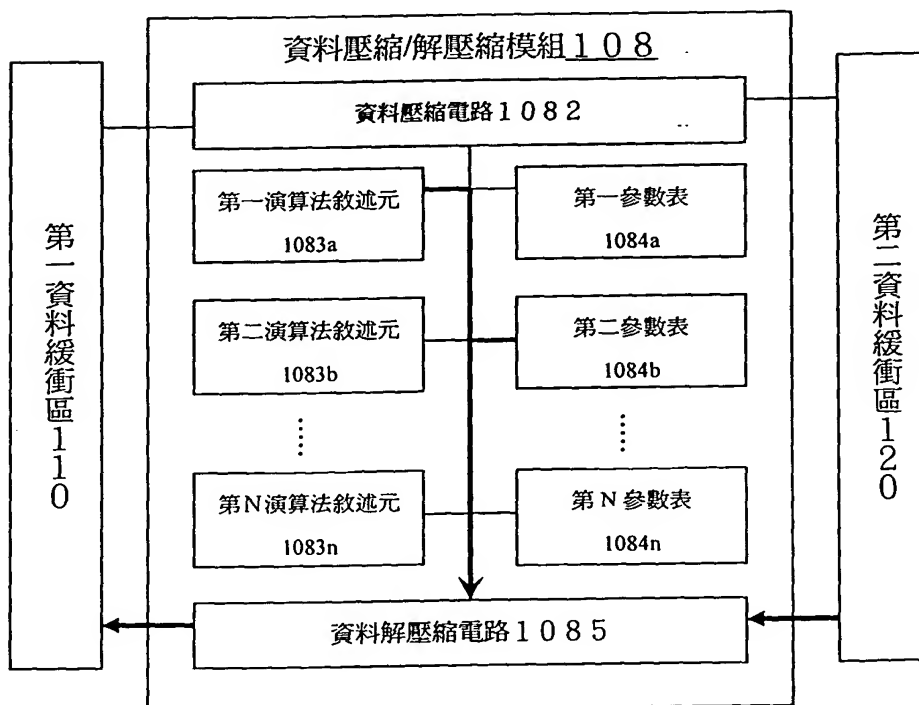 資料壓縮/解壓縮模組108
資料壓縮電路1082
第一演算法敘述元
1083a
第一參數表
1084a
第二演算法敘述元
1083b
第二參數表
1084b
第N演算法敘述元
1083n
第N參數表
1084n
資料解壓縮電路1085
第一資料緩衝區110
第二資料緩衝區120